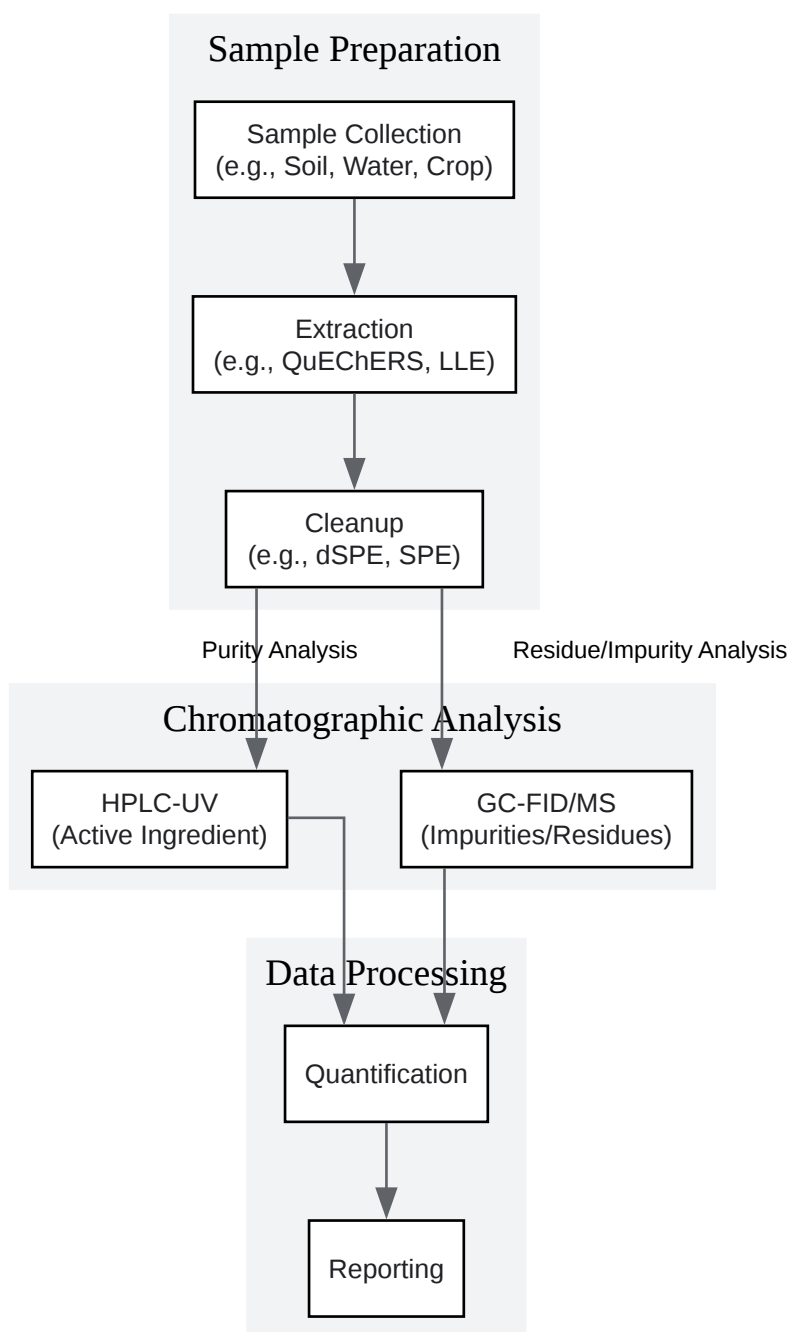 Sample Preparation
Sample Collection
(e.g., Soil, Water, Crop)
Extraction
(e.g., QuEChERS, LLE)
Cleanup
(e.g., dSPE, SPE)
Purity Analysis
Residue/Impurity Analysis
Chromatographic Analysis
HPLC-UV
(Active Ingredient)
GC-FID/MS
(Impurities/Residues)
Data Processing
Quantification
Reporting